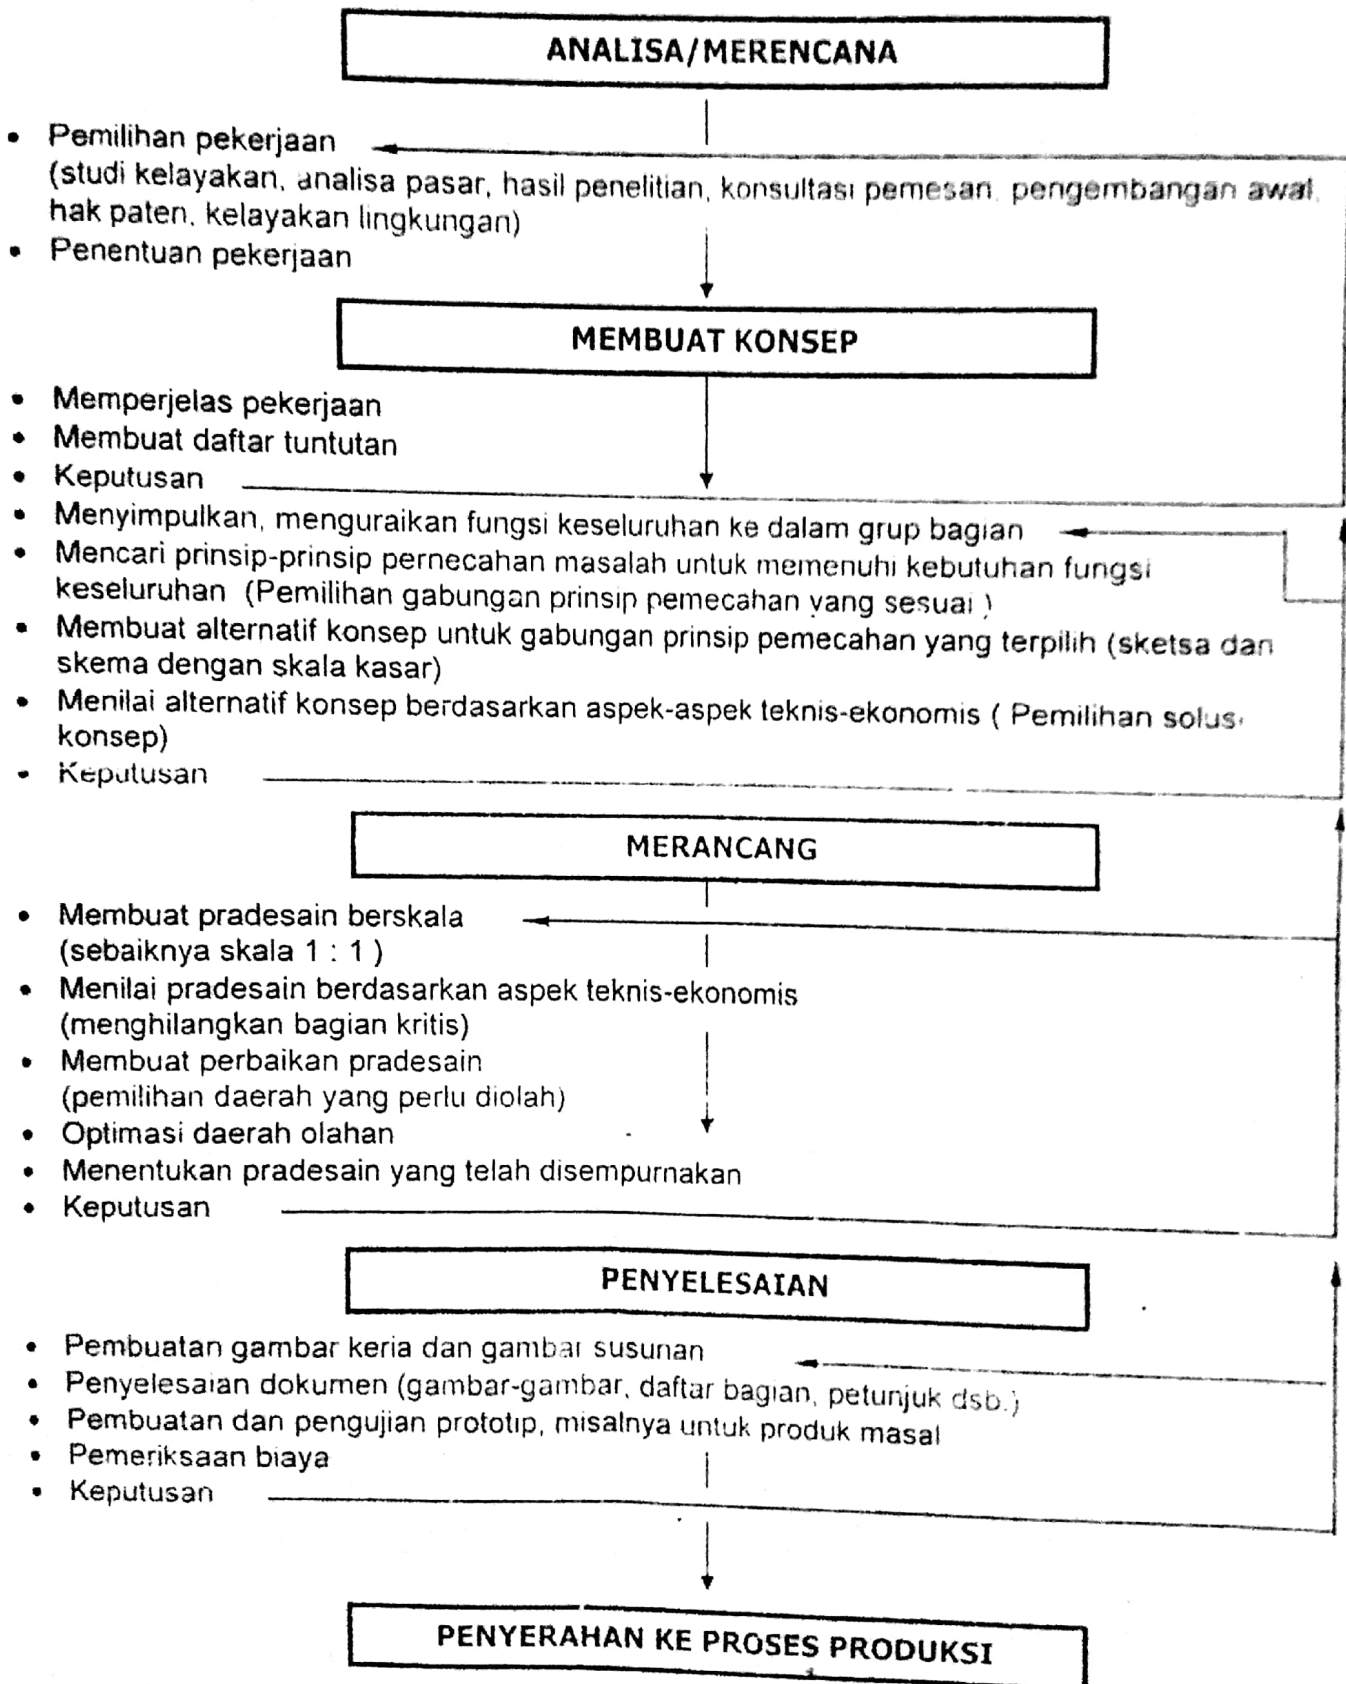 ANALISA/MERENCANA
• Pemilihan pekerjaan
(studi kelayakan, analisa pasar, hasil penelitian, konsultasi pemesan, pengembangan awal,
hak paten, kelayakan lingkungan)
• Penentuan pekerjaan
MEMBUAT KONSEP
• Memperjelas pekerjaan
• Membuat daftar tuntutan
• Keputusan
• Menyimpulkan, menguraikan fungsi keseluruhan ke dalam grup bagian
• Mencari prinsip-prinsip pernecahan masalah untuk memenuhi kebutuhan fungsi
keseluruhan (Pemilihan gabungan prinsip pemecahan yang sesuai )
• Membuat alternatif konsep untuk gabungan prinsip pemecahan yang terpilih (sketsa dan
skema dengan skala kasar)
• Menilai alternatif konsep berdasarkan aspek-aspek teknis-ekonomis ( Pemilihan solusi
konsep)
• Keputusan
MERANCANG
• Membuat pradesain berskala
(sebaiknya skala 1 : 1 )
• Menilai pradesain berdasarkan aspek teknis-ekonomis
(menghilangkan bagian kritis)
• Membuat perbaikan pradesain
(pemilihan daerah yang perlu diolah)
• Optimasi daerah olahan
• Menentukan pradesain yang telah disempurnakan
• Keputusan
PENYELESAIAN
• Pembuatan gambar kerja dan gambar susunan
• Penyelesaian dokumen (gambar-gambar, daftar bagian, petunjuk dsb.)
• Pembuatan dan pengujian prototip, misalnya untuk produk masal
• Pemeriksaan biaya
• Keputusan
PENYERAHAN KE PROSES PRODUKSI